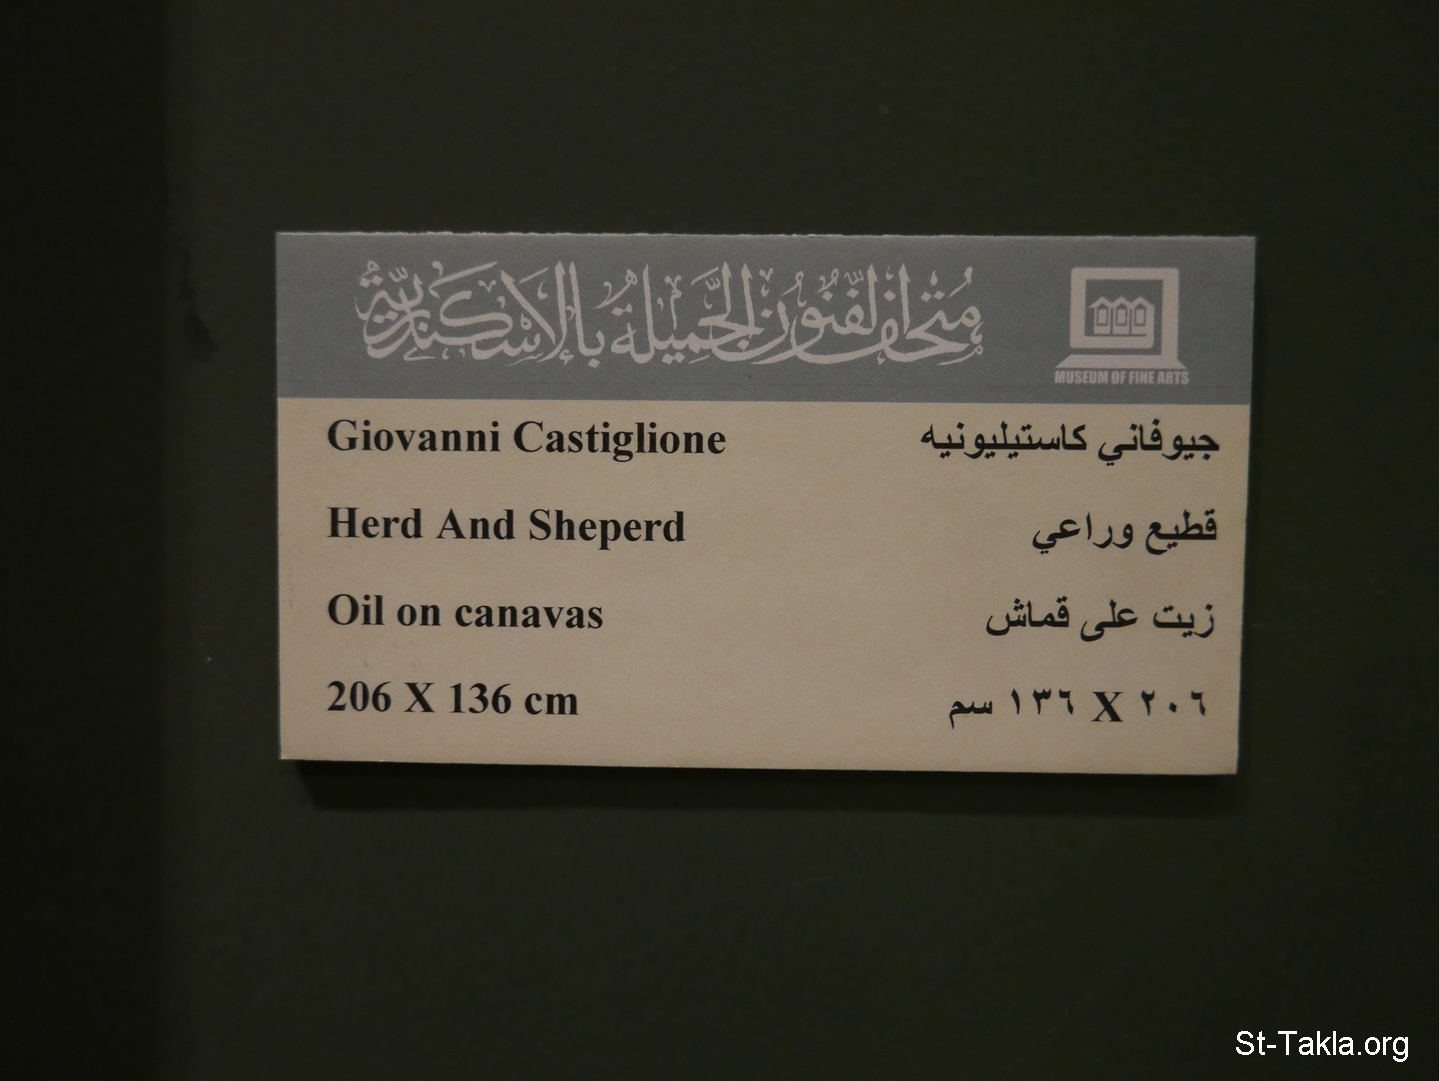 متحف الفنون الجميلة بالاسكندرية
MUSEUM OF FINE ARTS
Giovanni Castiglione
جيوفاني كاستيليونيه
Herd And Sheperd
قطيع وراعي
Oil on canavas
زيت على قماش
206 X 136 cm
٢٠٦ X ١٣٦ سم
St-Takla.org